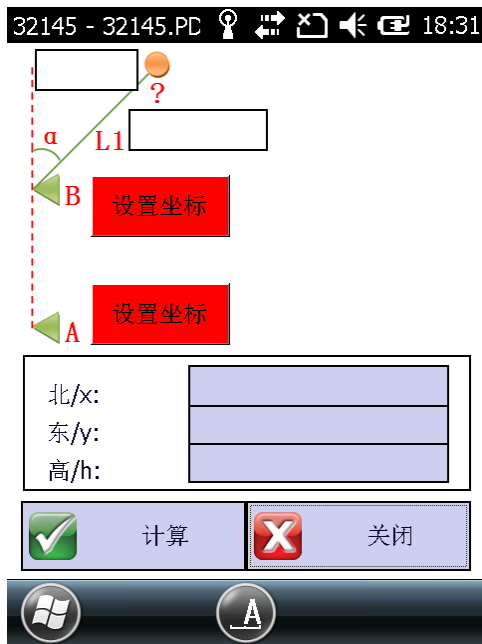 32145 - 32145.PD 18:31
?
α
L1
B 设置坐标
A 设置坐标
北/x:
东/y:
高/h:
计算 关闭
A